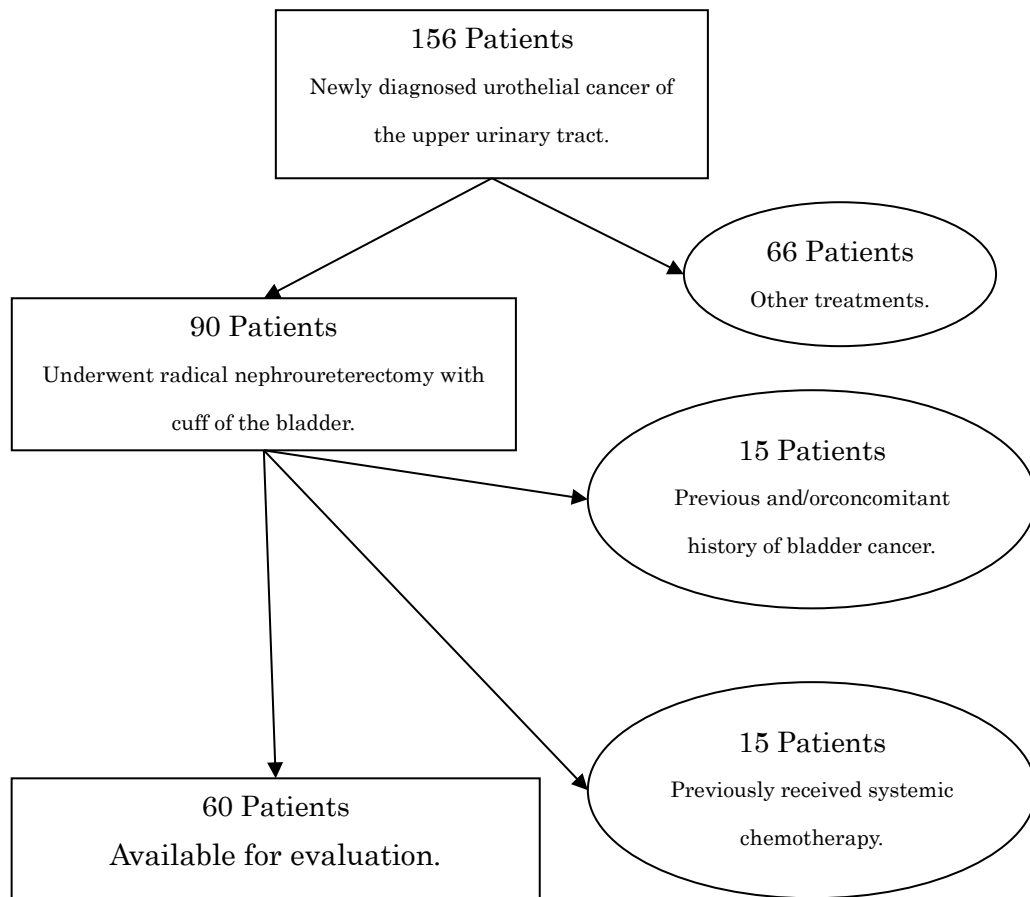 156 Patients
Newly diagnosed urothelial cancer of
the upper urinary tract.
66 Patients
Other treatments.
90 Patients
Underwent radical nephroureterectomy with
cuff of the bladder.
15 Patients
Previous and/orconcomitant
history of bladder cancer.
15 Patients
Previously received systemic
chemotherapy.
60 Patients
Available for evaluation.